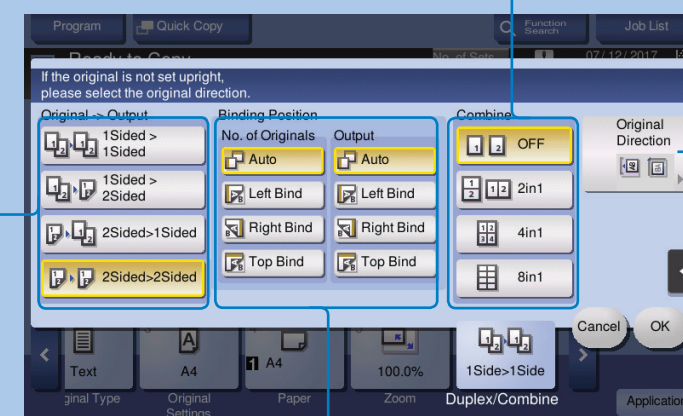 Program
Quick Copy
Function
Search
Job List
Ready to Copy
No. of Sets
07/12/2017
If the original is not set upright,
please select the original direction.
Original -> Output
Binding Position
Combine
No. of Originals
Output
1Sided >
1Sided
1Sided >
2Sided
2Sided>1Sided
2Sided>2Sided
Auto
Left Bind
Right Bind
Top Bind
Auto
Left Bind
Right Bind
Top Bind
OFF
2in1
4in1
8in1
Original
Direction
Cancel
OK
Text
A4
1 A4
100.0%
1Side>1Side
ginal Type
Original
Settings
Paper
Zoom
Duplex/Combine
Application